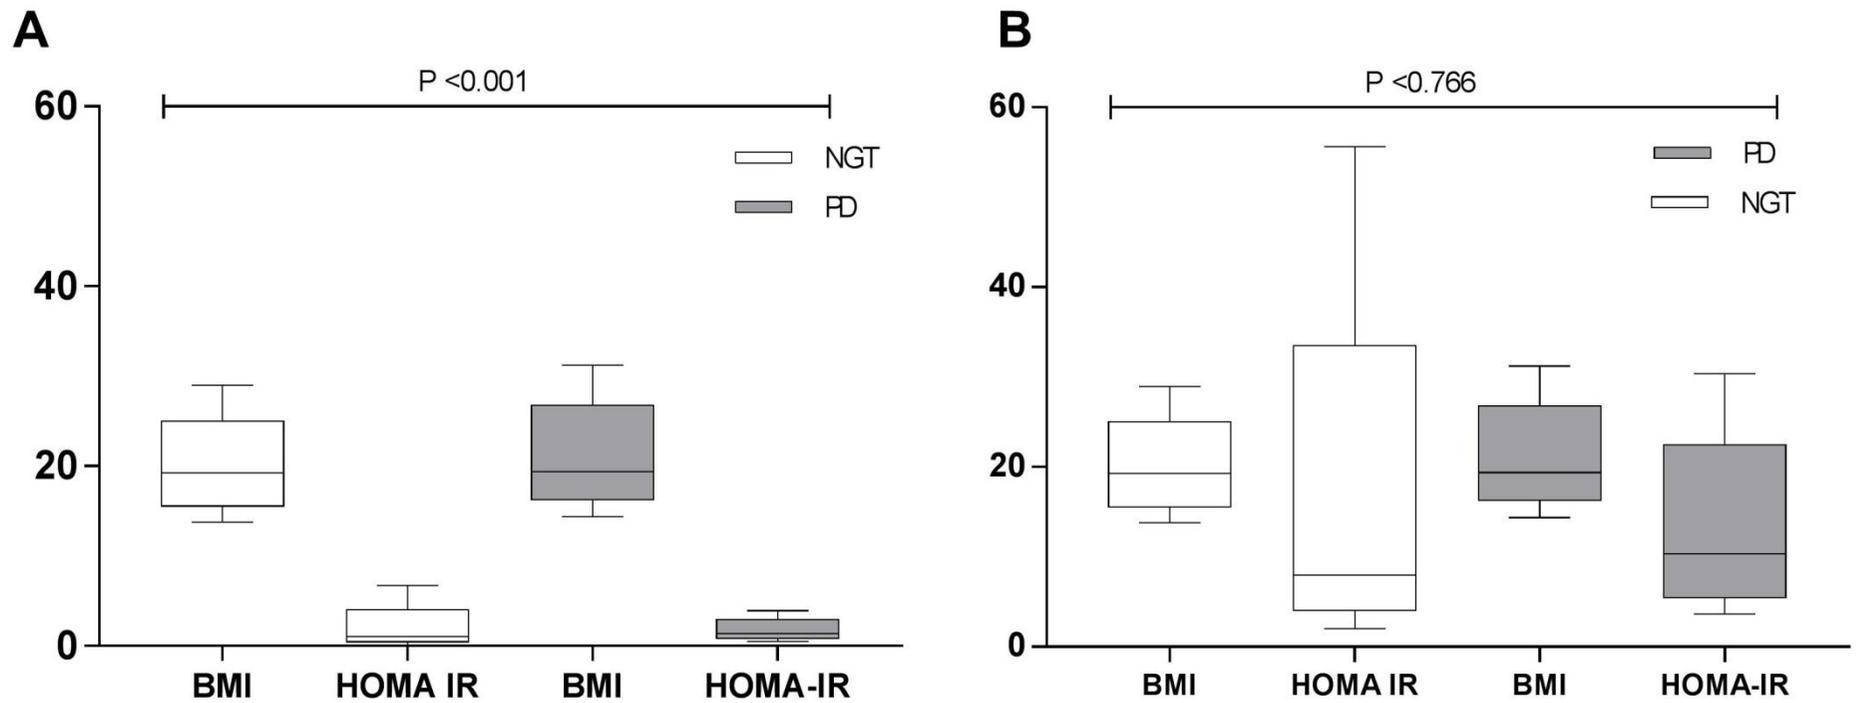 A
P <0.001
60
40
20
0
NGT
PD
BMI
HOMA IR
BMI
HOMA-IR
B
P <0.766
60
40
20
0
PD
NGT
BMI
HOMA IR
BMI
HOMA-IR